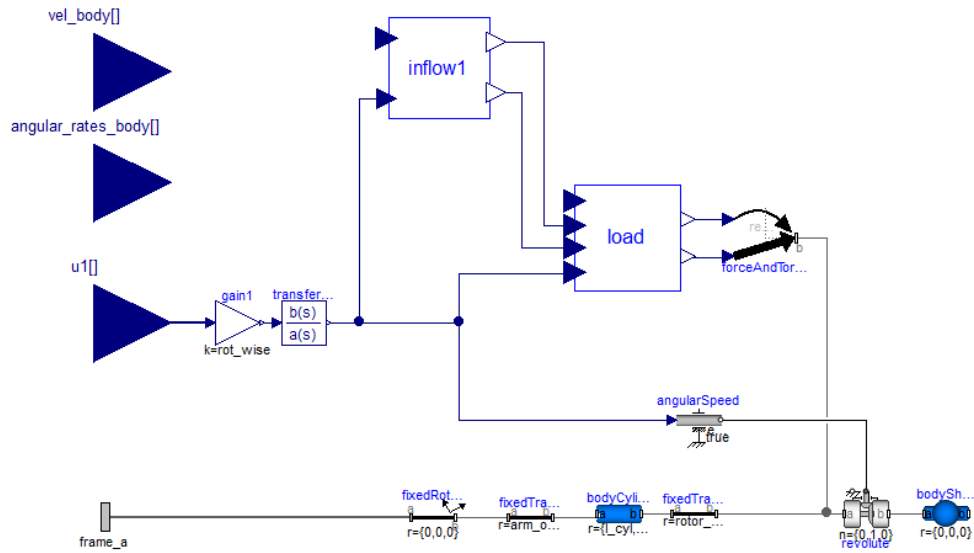 vel_body[]
inflow1
angular_rates_body[]
load
re
b
forceAndTor...
u1[]
gain1
transfer...
b(s)
a(s)
k=rot_wise
angularSpeed
true
fixedRot...
fixedTra...
bodyCyli...
fixedTra...
bodySh...
a
a b
a b
a b
a b
a b
r={0,0,0}
r=arm_o...
r={l_cyl,...
r=rotor_...
n={0,1,0}
revolute
r={0,0,0}
frame_a